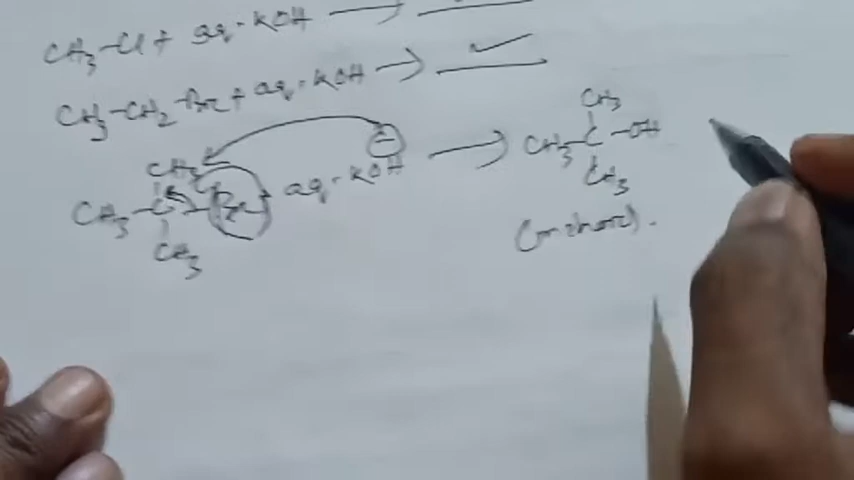 CH3-Cl + aq.KOH ⟶
CH3-CH2-Br + aq.KOH ⟶ ✓
CH3
CH3-C-Br + aq.KOH ⟶
CH3
CH3
CH3-C-OH
CH3